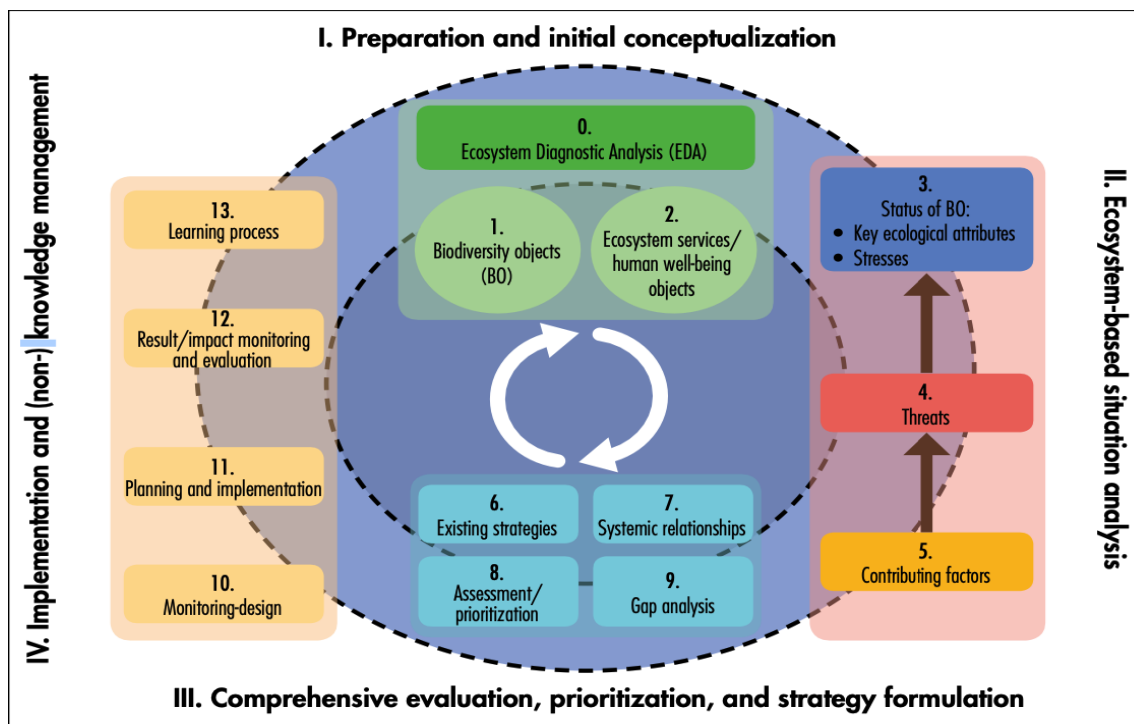 I. Preparation and initial conceptualization
0.
Ecosystem Diagnostic Analysis (EDA)
1.
Biodiversity objects
(BO)
2.
Ecosystem services/
human well-being
objects
II. Ecosystem-based situation analysis
3.
Status of BO:
• Key ecological attributes
• Stresses
4.
Threats
5.
Contributing factors
6.
Existing strategies
7.
Systemic relationships
8.
Assessment/
prioritization
9.
Gap analysis
III. Comprehensive evaluation, prioritization, and strategy formulation
IV. Implementation and (non-) knowledge management
13.
Learning process
12.
Result/impact monitoring
and evaluation
11.
Planning and implementation
10.
Monitoring-design